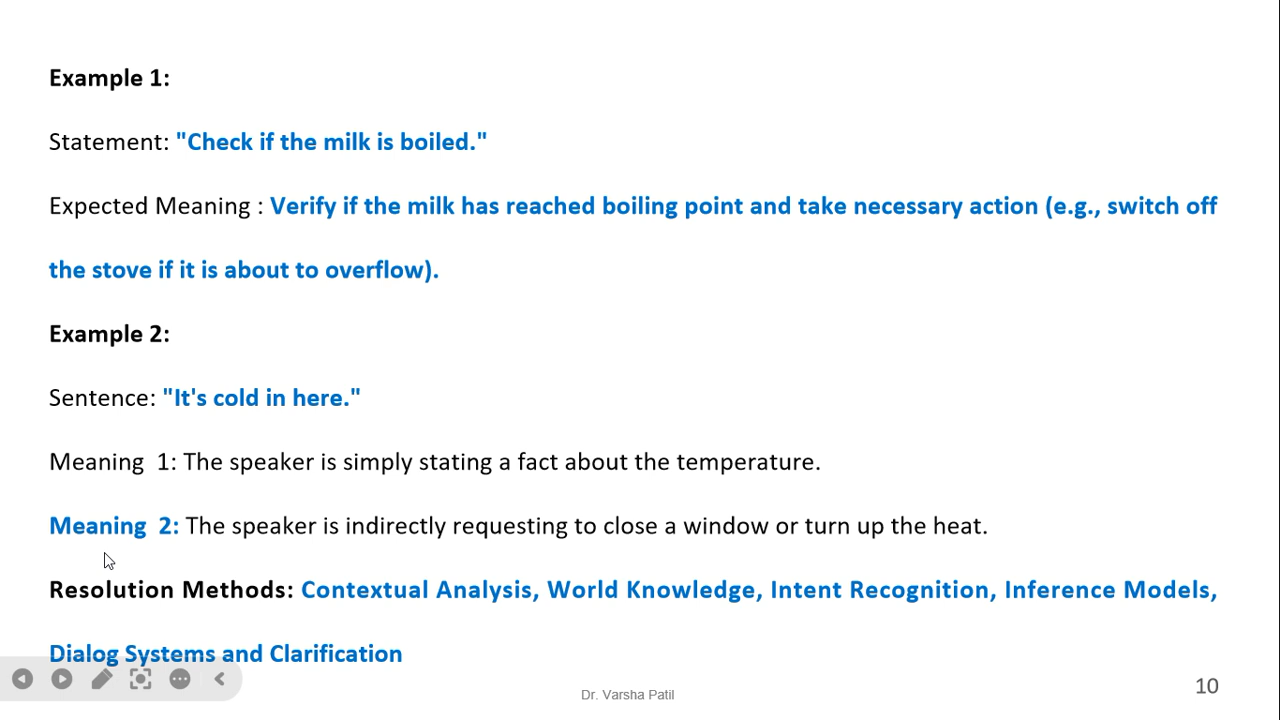 Example 1:
Statement: "Check if the milk is boiled."
Expected Meaning : Verify if the milk has reached boiling point and take necessary action (e.g., switch off
the stove if it is about to overflow).
Example 2:
Sentence: "It's cold in here."
Meaning  1: The speaker is simply stating a fact about the temperature.
Meaning  2: The speaker is indirectly requesting to close a window or turn up the heat.
Resolution Methods: Contextual Analysis, World Knowledge, Intent Recognition, Inference Models,
Dialog Systems and Clarification
Dr. Varsha Patil
10